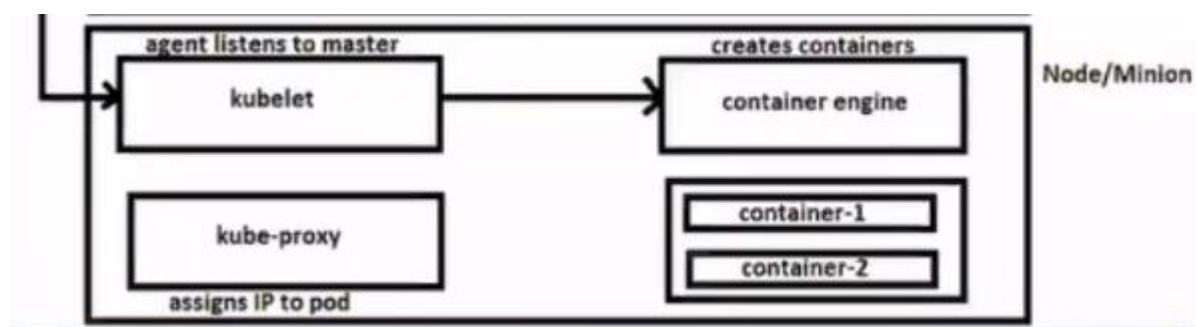 agent listens to master
kubelet
creates containers
container engine
Node/Minion
kube-proxy
assigns IP to pod
container-1
container-2